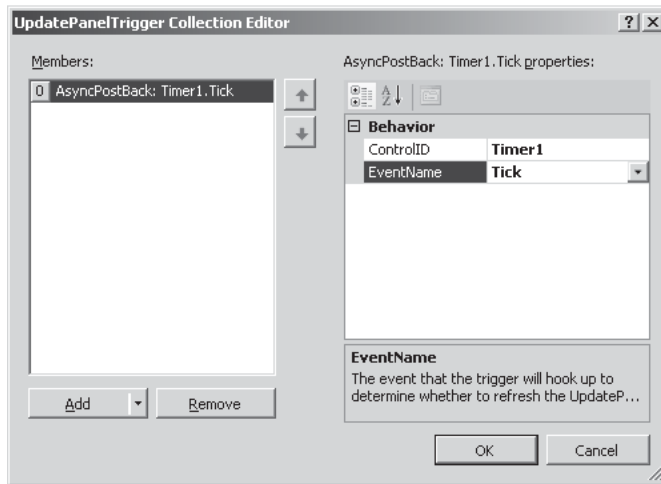 UpdatePanelTrigger Collection Editor
? X
Members:
0 AsyncPostBack: Timer1.Tick
Add
Remove
AsyncPostBack: Timer1.Tick properties:
A
Z
Behavior
ControlID Timer1
EventName Tick
EventName
The event that the trigger will hook up to
determine whether to refresh the UpdateP...
OK
Cancel